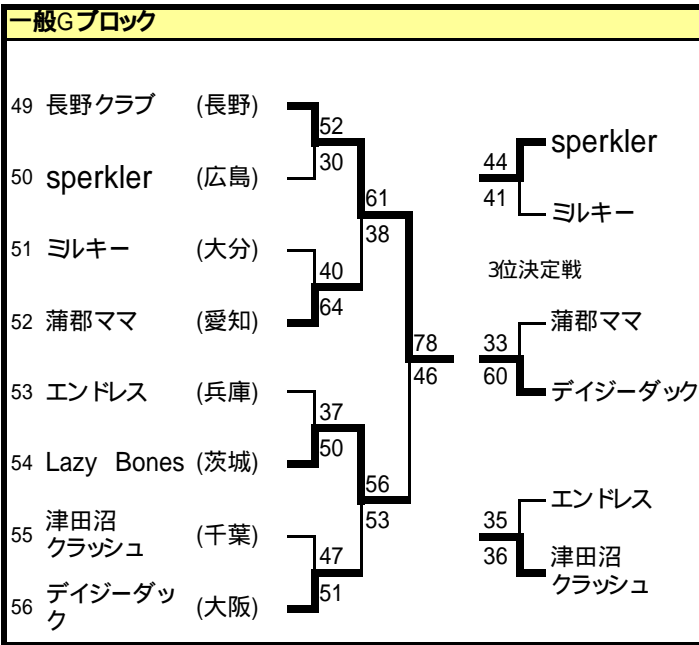 一般Gブロック
49 長野クラブ (長野)
52
30
50 sperkler (広島)
61
38
51 ミルキー (大分)
40
64
52 蒲郡ママ (愛知)
78
46
53 エンドレス (兵庫)
37
50
54 Lazy Bones (茨城)
56
53
55 津田沼
クラッシュ (千葉)
47
51
56 デイジーダッ
ク (大阪)
sperkler
44
41
ミルキー
3位決定戦
蒲郡ママ
33
60
デイジーダック
エンドレス
35
36
津田沼
クラッシュ